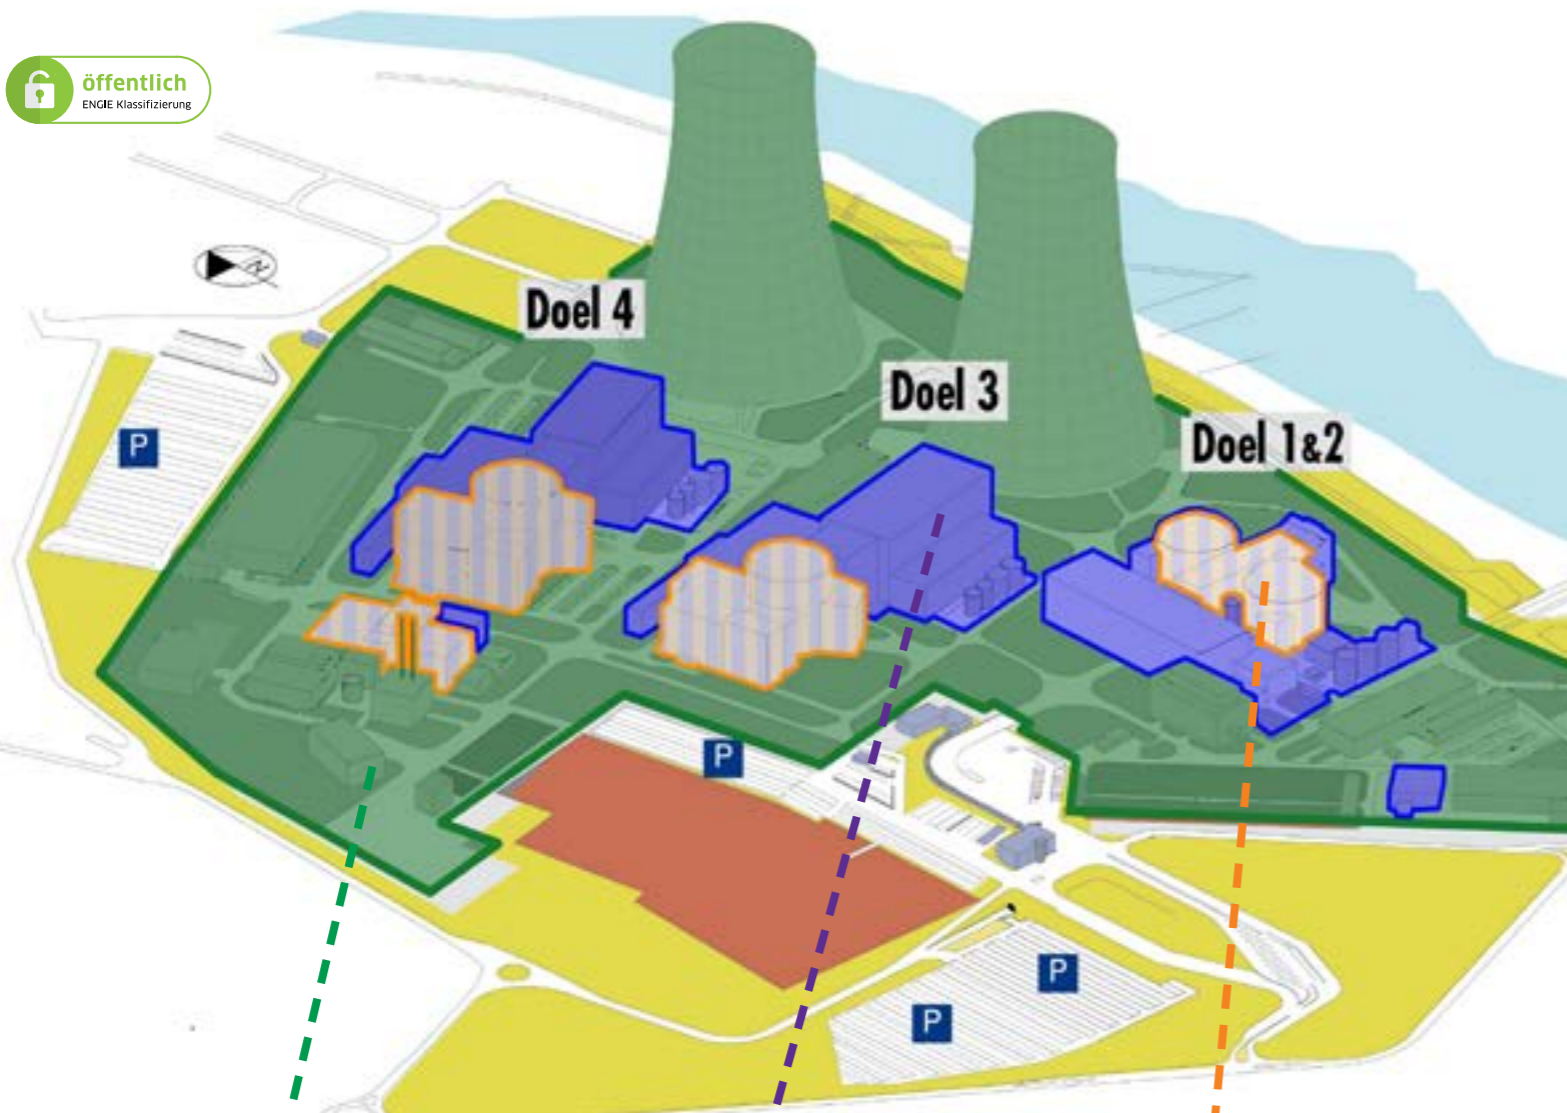 öffentlich
ENGIE Klassifizierung
N
Doel 4
Doel 3
Doel 1&2
P
P
P
P